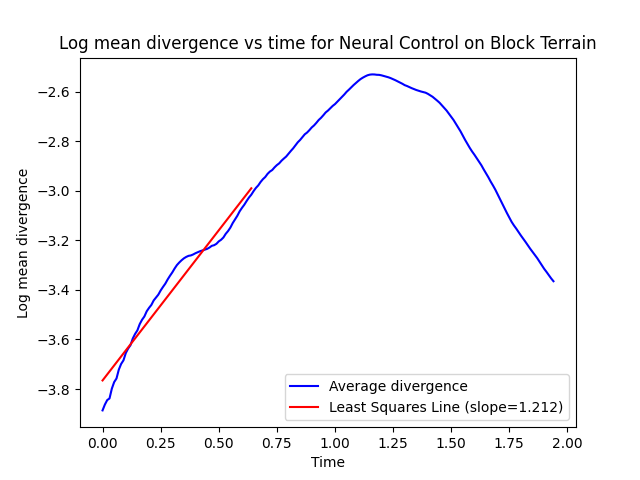 Log mean divergence vs time for Neural Control on Block Terrain
Log mean divergence
−2.6
−2.8
−3.0
−3.2
−3.4
−3.6
−3.8
Average divergence
Least Squares Line (slope=1.212)
0.00 0.25 0.50 0.75 1.00 1.25 1.50 1.75 2.00
Time